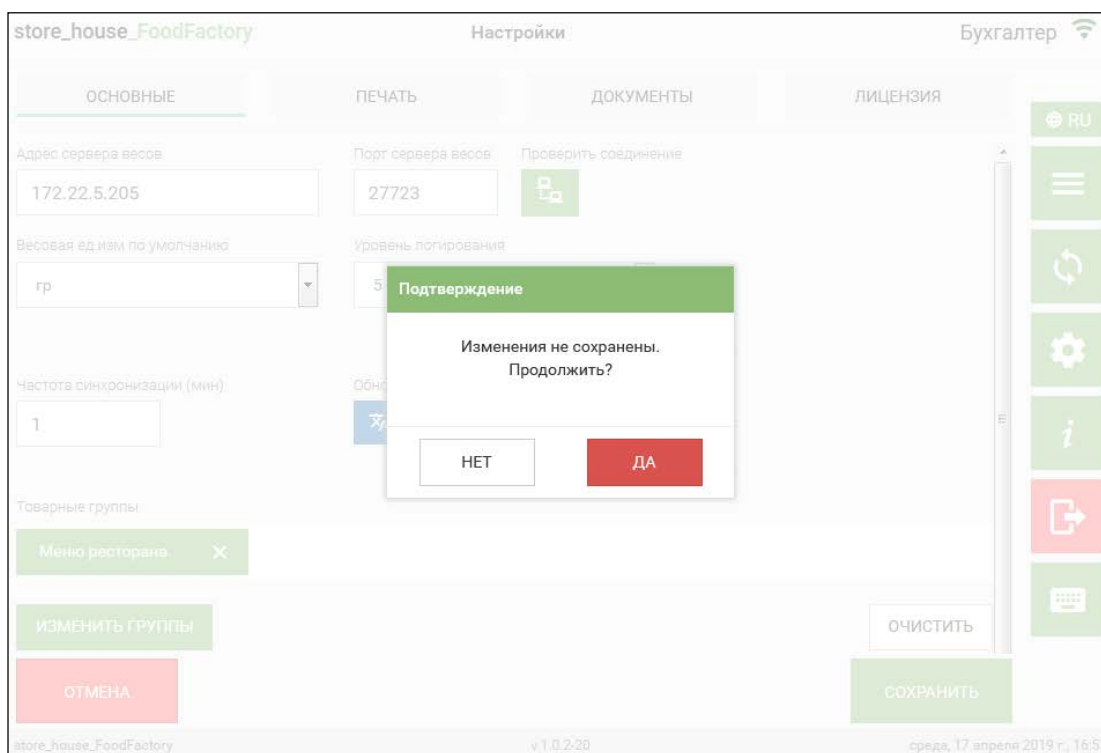 store_house_FoodFactory Настройки Бухгалтер
ОСНОВНЫЕ ПЕЧАТЬ ДОКУМЕНТЫ ЛИЦЕНЗИЯ
RU
Адрес сервера весов Порт сервера весов Проверить соединение
172.22.5.205 27723
Весовая ед изм по умолчанию Уровень логирования
гр 5
Подтверждение
Изменения не сохранены.
Продолжить?
Частота синхронизации (мин)
1
НЕТ ДА
Товарные группы
Меню ресторана
ИЗМЕНИТЬ ГРУППЫ ОЧИСТИТЬ
ОТМЕНА СОХРАНИТЬ
store_house_FoodFactory v.1.0.2-20 среда, 17 апреля 2019 г., 16:5